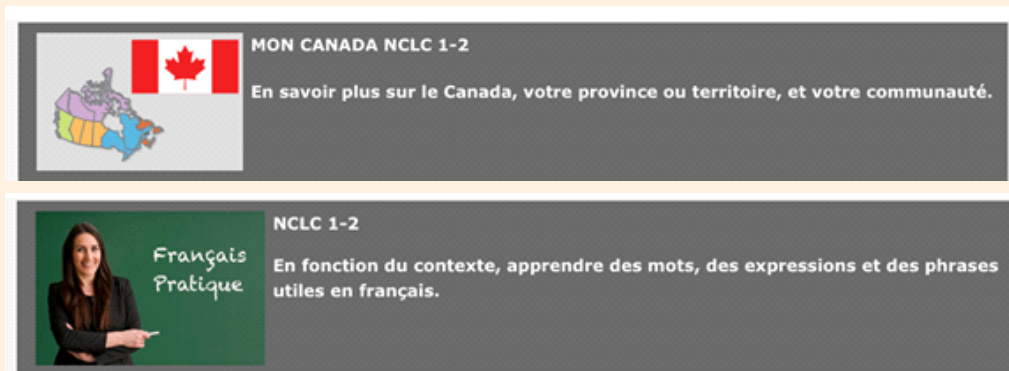 MON CANADA NCLC 1-2
En savoir plus sur le Canada, votre province ou territoire, et votre communauté.
NCLC 1-2
Français
Pratique
En fonction du contexte, apprendre des mots, des expressions et des phrases
utiles en français.